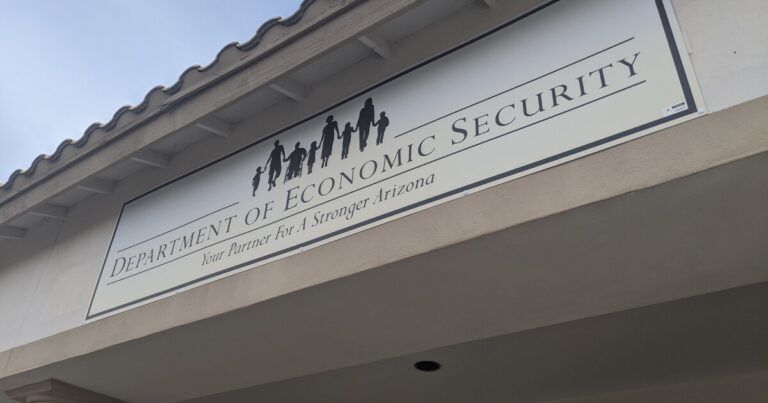 DEPARTMENT OF ECONOMIC SECURITY
Your Partner For A Stronger Arizona